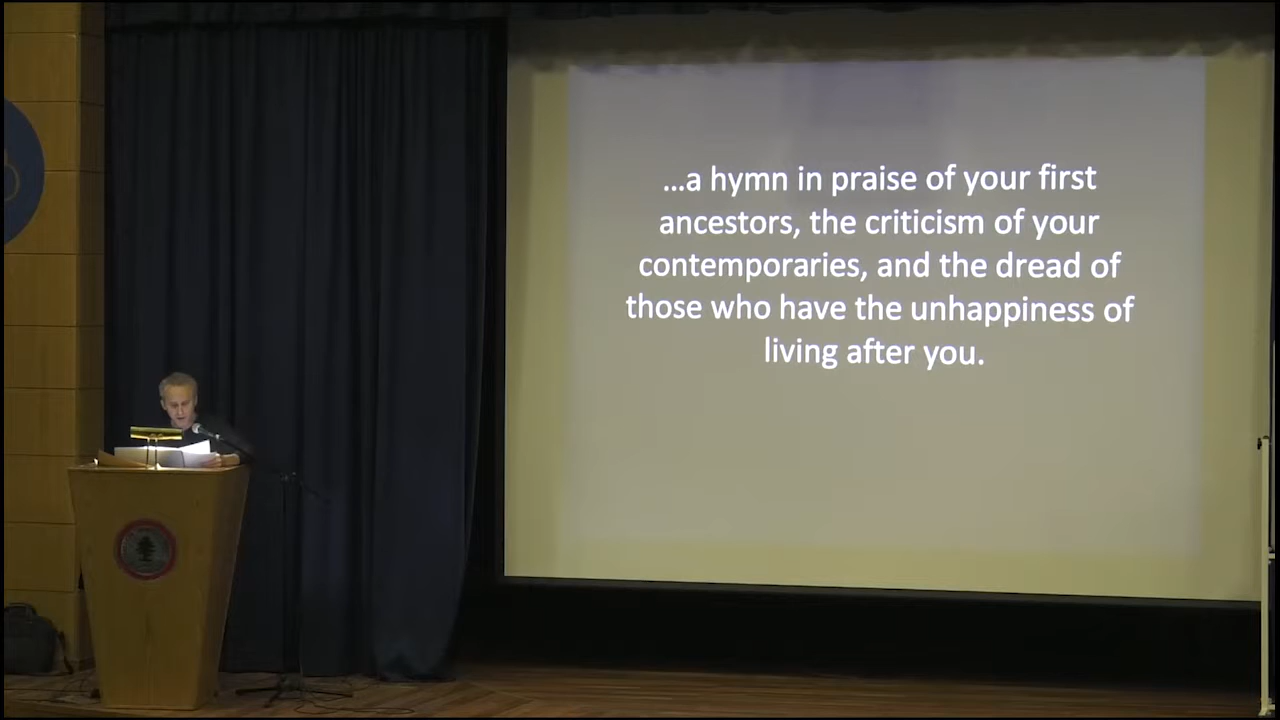 …a hymn in praise of your first
ancestors, the criticism of your
contemporaries, and the dread of
those who have the unhappiness of
living after you.